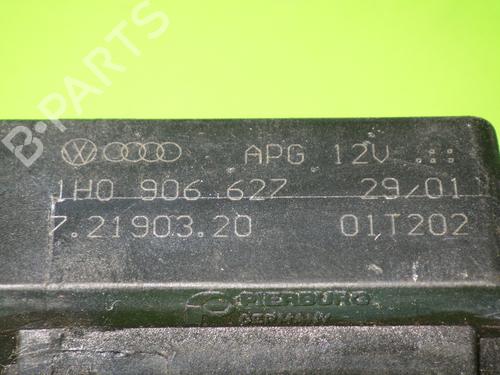 B-PARTS
APG 12V
1H0 906 627 29/01
7.21903.20 01T202
PIERBURG
GERMANY